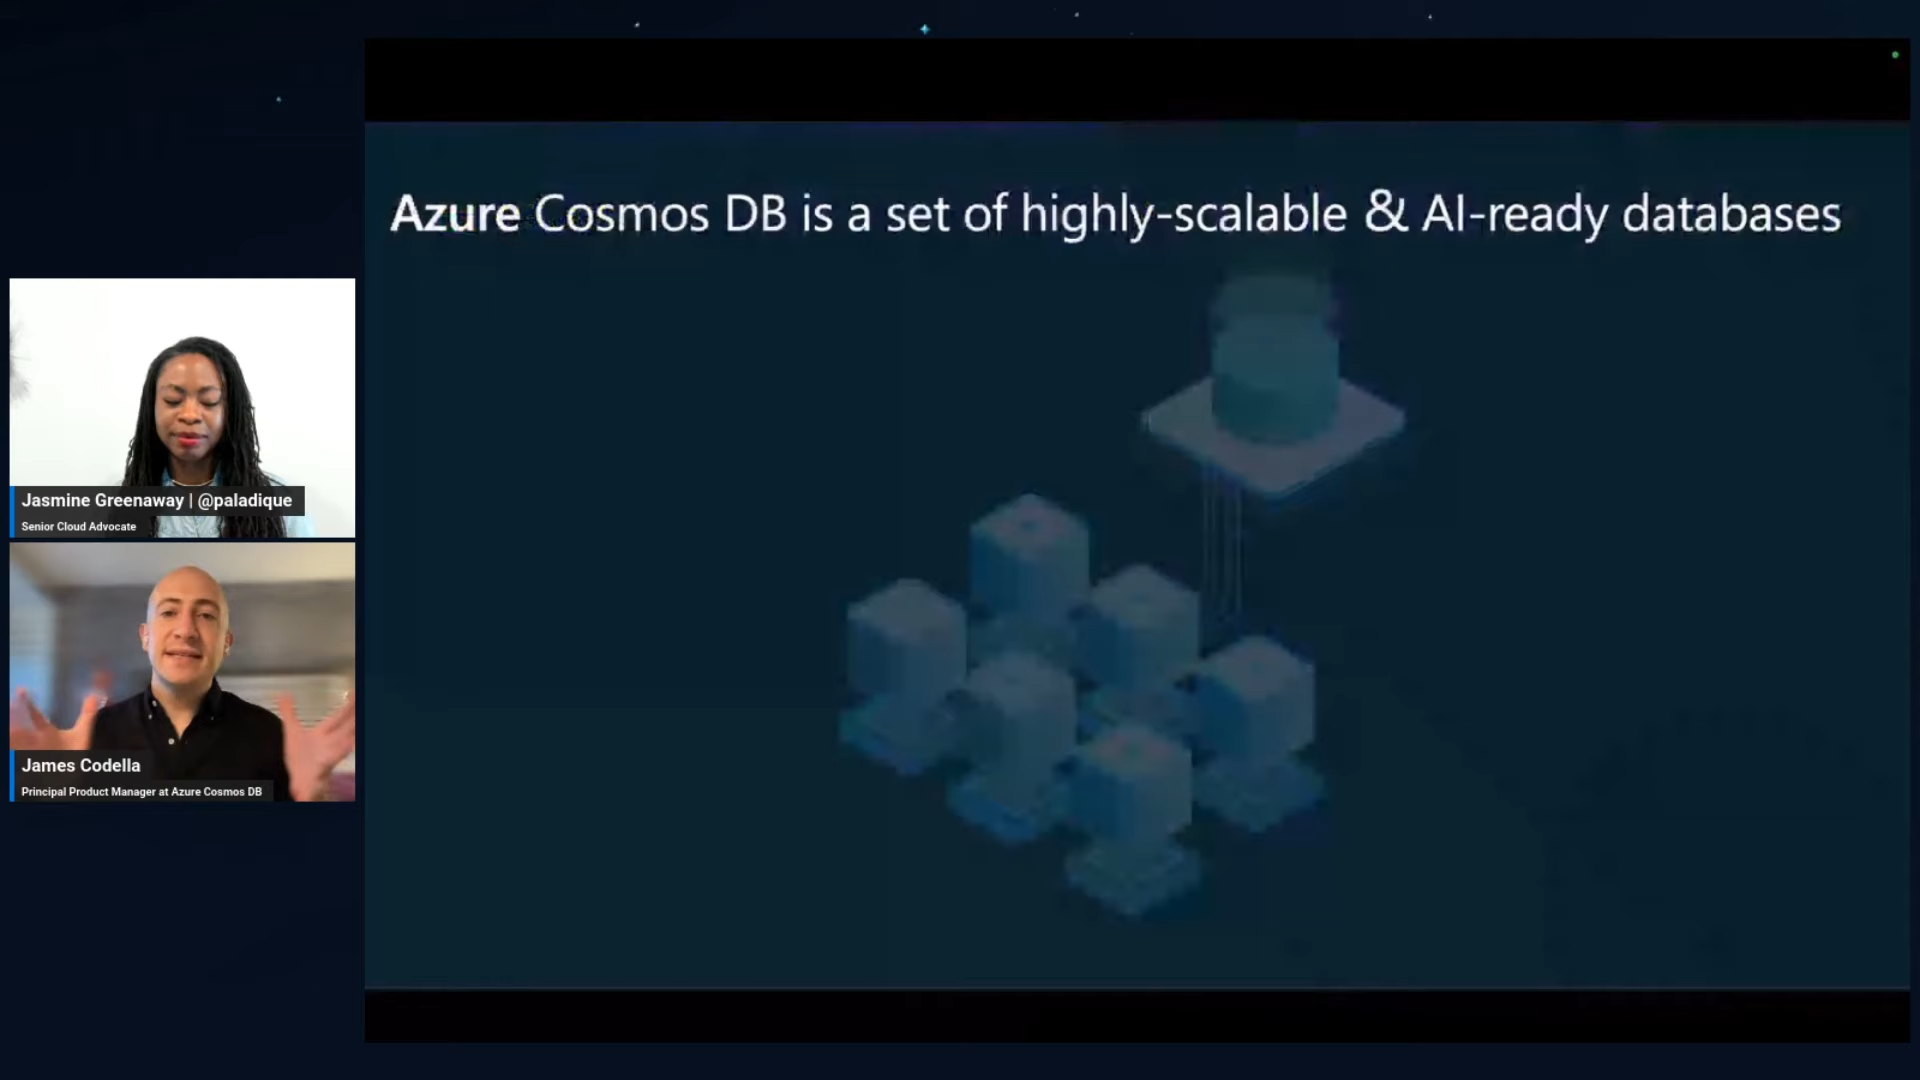 Azure Cosmos DB is a set of highly-scalable & AI-ready databases
Jasmine Greenaway | @paladique
Senior Cloud Advocate
James Codella
Principal Product Manager at Azure Cosmos DB